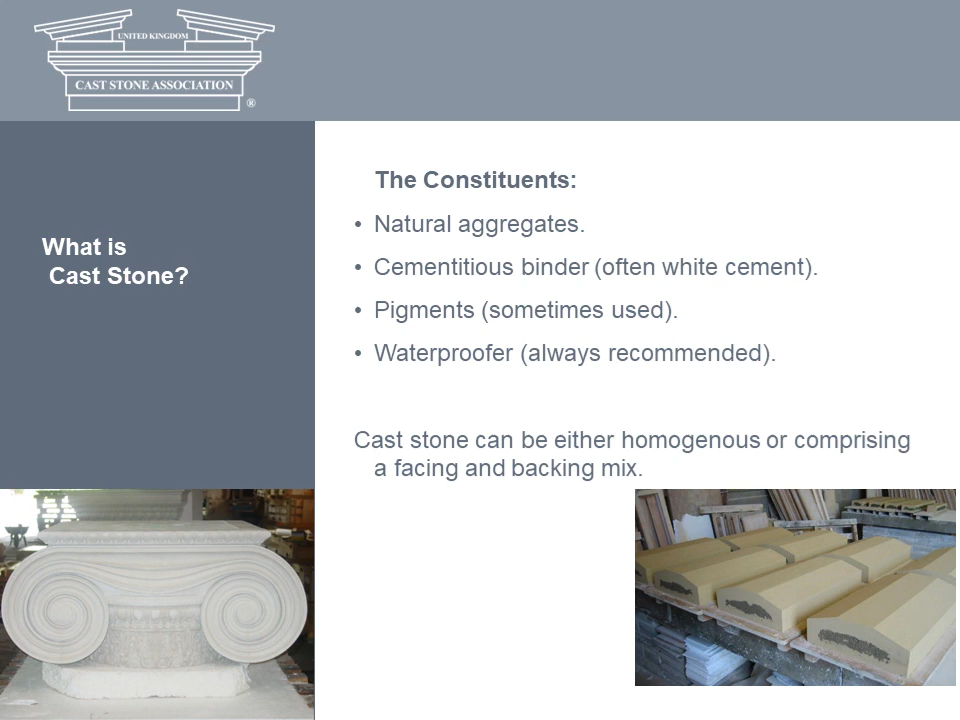 UNITED KINGDOM
CAST STONE ASSOCIATION
®
What is
Cast Stone?
The Constituents:
• Natural aggregates.
• Cementitious binder (often white cement).
• Pigments (sometimes used).
• Waterproofer (always recommended).
Cast stone can be either homogenous or comprising
a facing and backing mix.